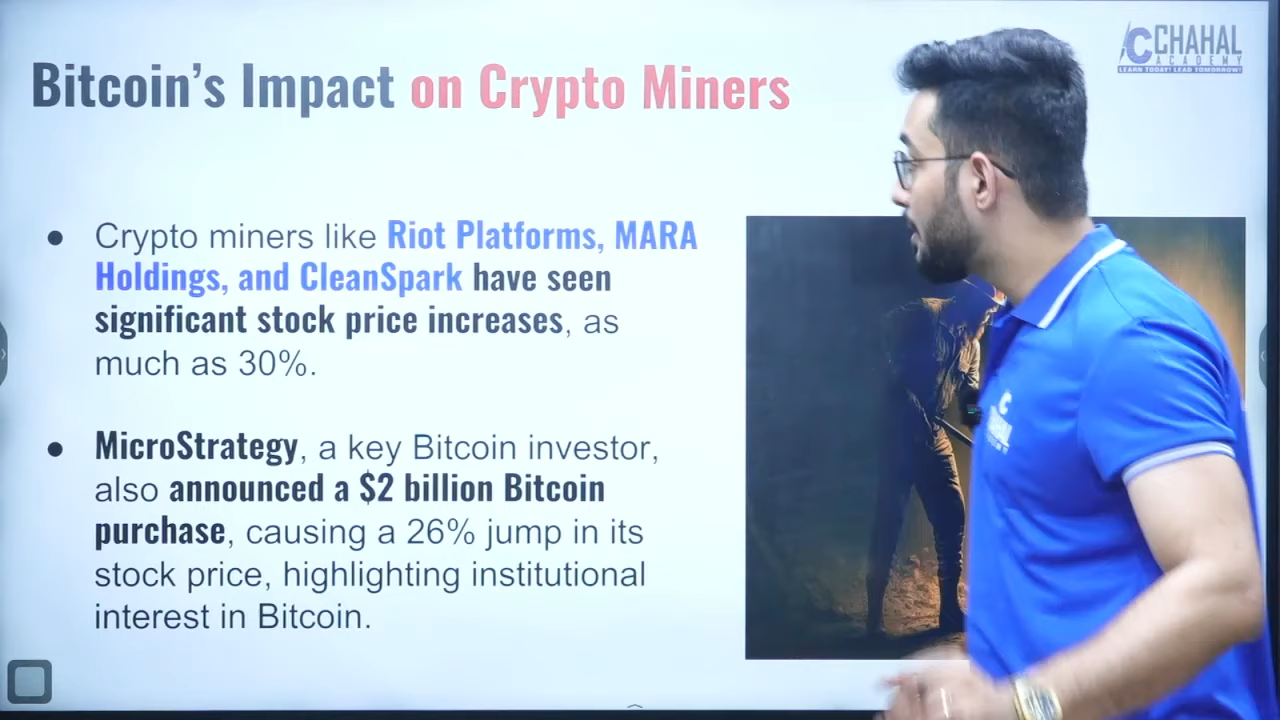 CHAHAL
ACADEMY
LEARN TODAY! LEAD TOMORROW!
Bitcoin's Impact on Crypto Miners
● Crypto miners like Riot Platforms, MARA
Holdings, and CleanSpark have seen
significant stock price increases, as
much as 30%.
● MicroStrategy, a key Bitcoin investor,
also announced a $2 billion Bitcoin
purchase, causing a 26% jump in its
stock price, highlighting institutional
interest in Bitcoin.